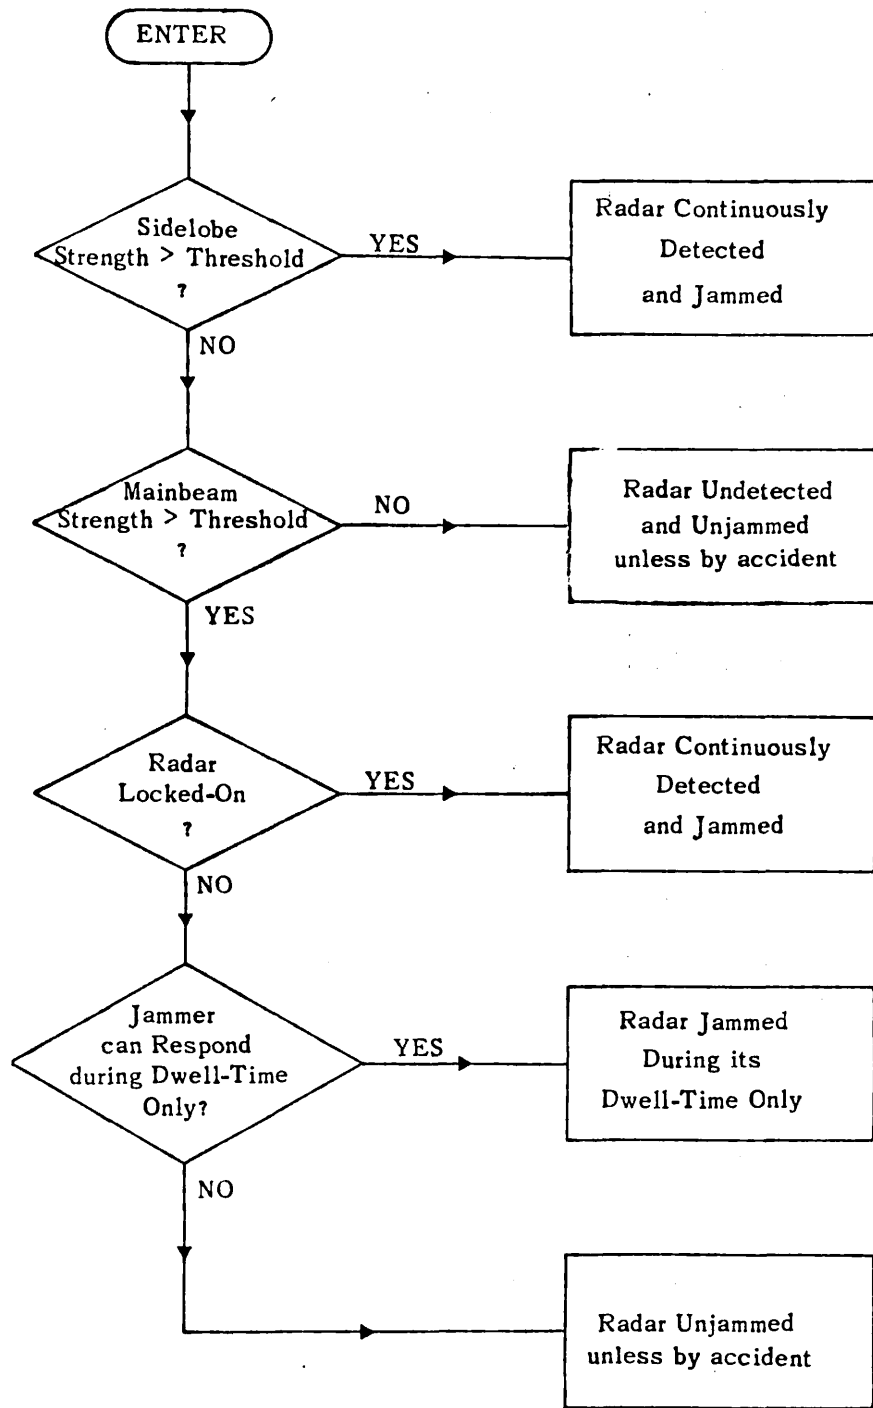 ENTER
Sidelobe
Strength > Threshold
?
YES
Radar Continuously
Detected
and Jammed
NO
Mainbeam
Strength > Threshold
?
NO
Radar Undetected
and Unjammed
unless by accident
YES
Radar
Locked-On
?
YES
Radar Continuously
Detected
and Jammed
NO
Jammer
can Respond
during Dwell-Time
Only?
YES
Radar Jammed
During its
Dwell-Time Only
NO
Radar Unjammed
unless by accident